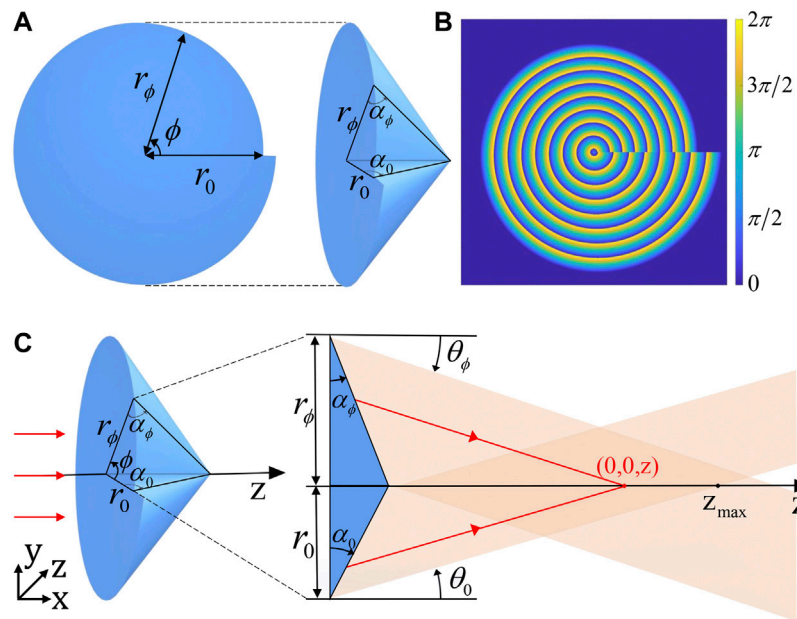 A
r_ϕ
ϕ
r_0
r_ϕ
α_ϕ
α_0
r_0
B
2π
3π/2
π
π/2
0
C
r_ϕ
ϕ
α_ϕ
α_0
r_0
z
y
z
x
r_ϕ
α_ϕ
θ_ϕ
(0,0,z)
z_max
z
r_0
α_0
θ_0